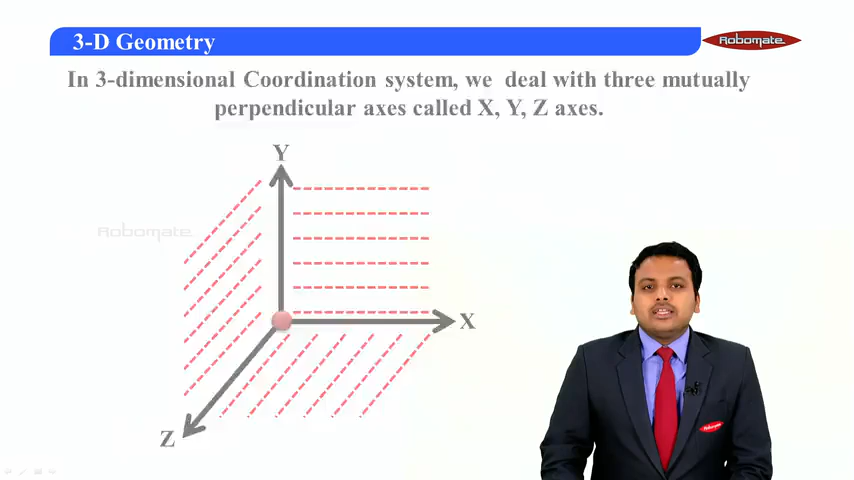 3-D Geometry
Robomate
In 3-dimensional Coordination system, we deal with three mutually
perpendicular axes called X, Y, Z axes.
Y
Robomate
X
Z